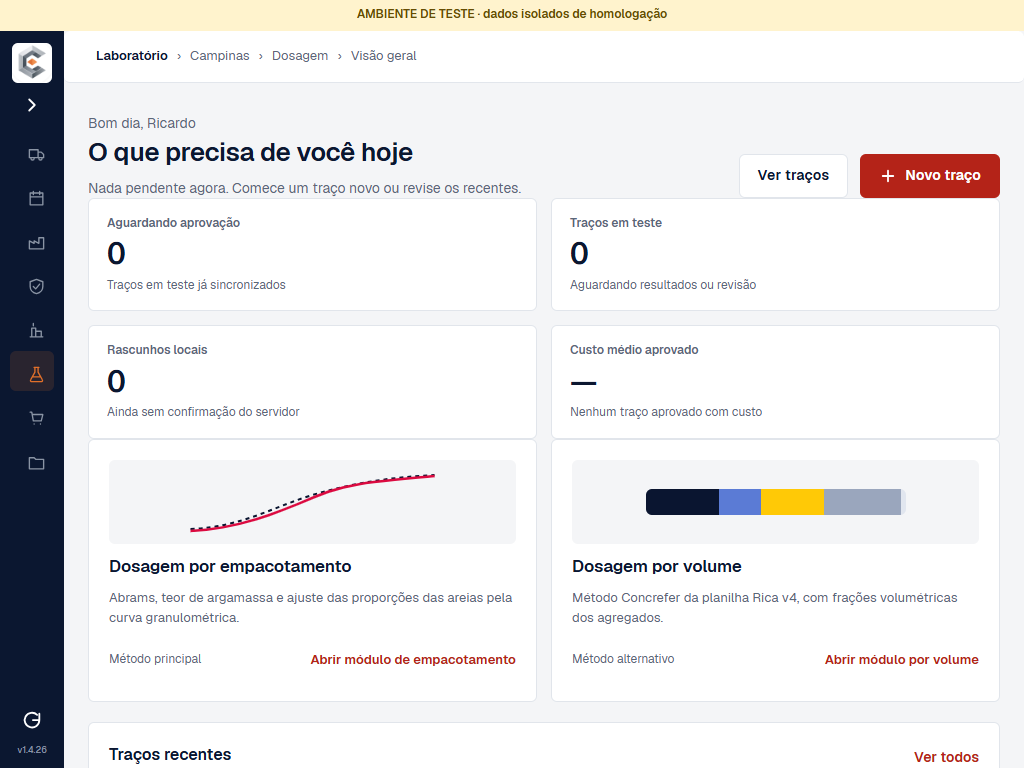 AMBIENTE DE TESTE · dados isolados de homologação
Laboratório › Campinas › Dosagem › Visão geral
Bom dia, Ricardo
O que precisa de você hoje
Nada pendente agora. Comece um traço novo ou revise os recentes.
Ver traços
+ Novo traço
Aguardando aprovação
0
Traços em teste já sincronizados
Traços em teste
0
Aguardando resultados ou revisão
Rascunhos locais
0
Ainda sem confirmação do servidor
Custo médio aprovado
—
Nenhum traço aprovado com custo
Dosagem por empacotamento
Abrams, teor de argamassa e ajuste das proporções das areias pela
curva granulométrica.
Método principal
Abrir módulo de empacotamento
Dosagem por volume
Método Concrefer da planilha Rica v4, com frações volumétricas
dos agregados.
Método alternativo
Abrir módulo por volume
Traços recentes
Ver todos
v1.4.26